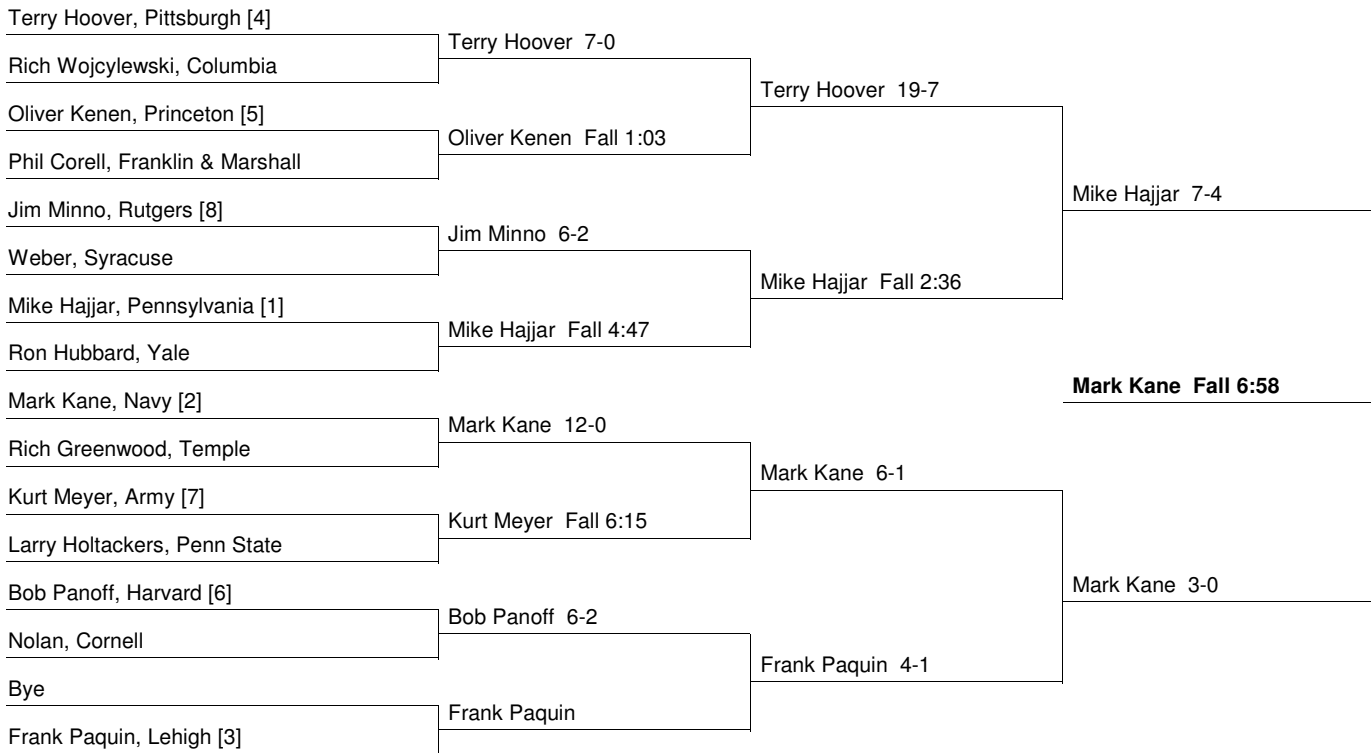 Terry Hoover, Pittsburgh [4]
Rich Wojcylewski, Columbia
Oliver Kenen, Princeton [5]
Phil Corell, Franklin & Marshall
Jim Minno, Rutgers [8]
Weber, Syracuse
Mike Hajjar, Pennsylvania [1]
Ron Hubbard, Yale
Mark Kane, Navy [2]
Rich Greenwood, Temple
Kurt Meyer, Army [7]
Larry Holtackers, Penn State
Bob Panoff, Harvard [6]
Nolan, Cornell
Bye
Frank Paquin, Lehigh [3]
Terry Hoover 7-0
Oliver Kenen Fall 1:03
Jim Minno 6-2
Mike Hajjar Fall 4:47
Mark Kane 12-0
Kurt Meyer Fall 6:15
Bob Panoff 6-2
Frank Paquin
Terry Hoover 19-7
Mike Hajjar Fall 2:36
Mark Kane 6-1
Frank Paquin 4-1
Mike Hajjar 7-4
Mark Kane 3-0
Mark Kane Fall 6:58